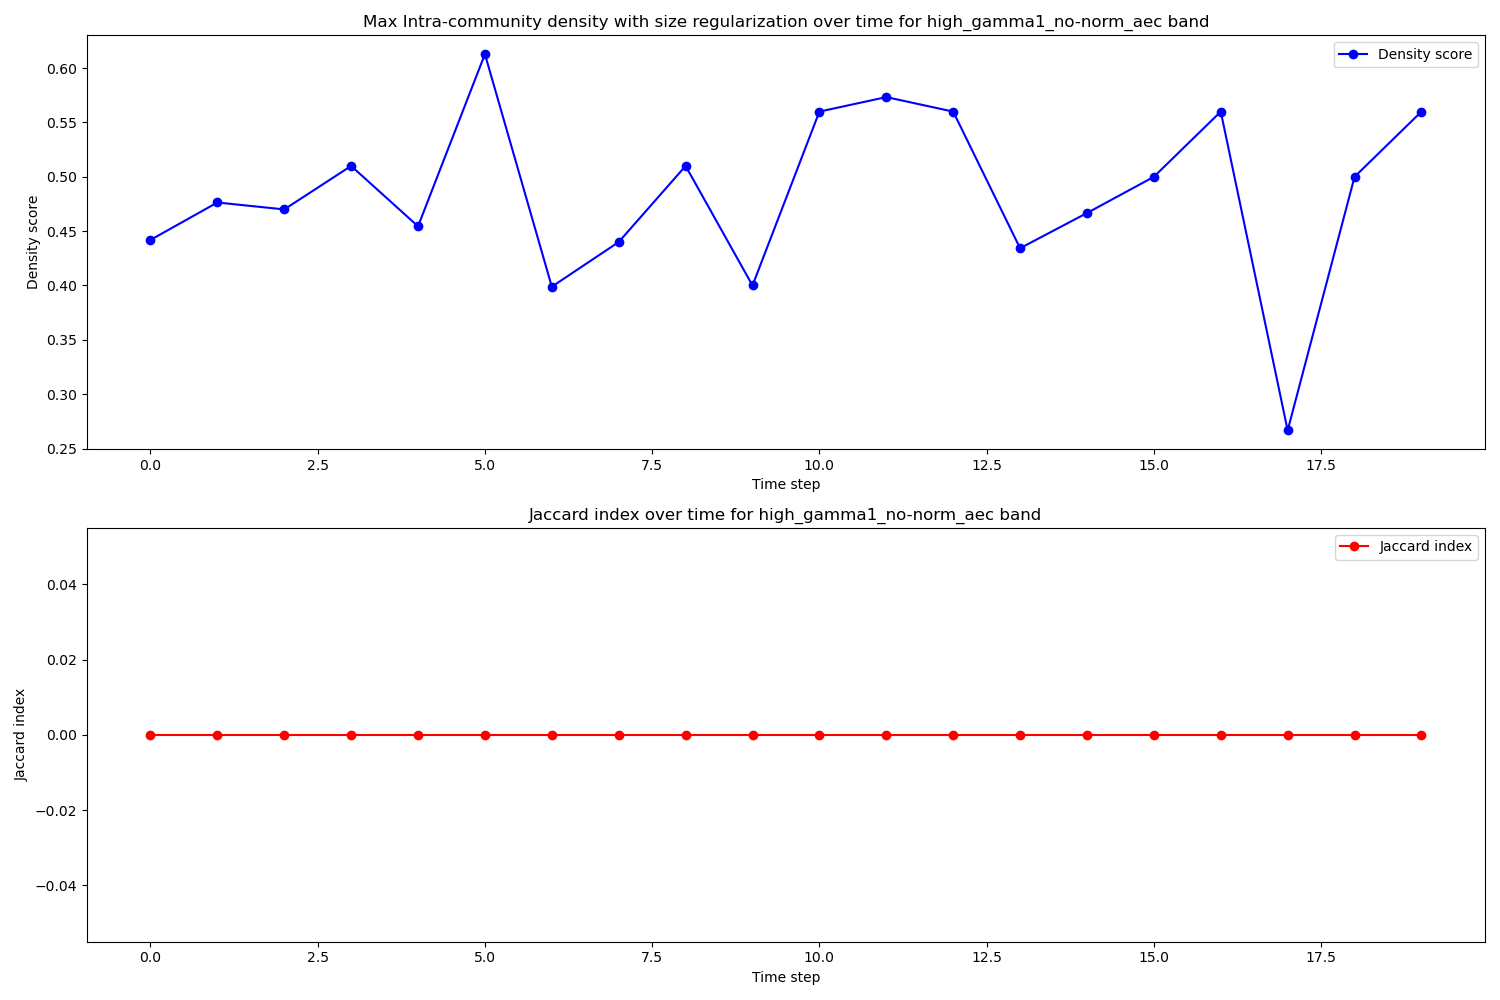 Max Intra-community density with size regularization over time for high_gamma1_no-norm_aec band
Density score
0.60
0.55
0.50
0.45
0.40
0.35
0.30
0.25
Density score
0.0 2.5 5.0 7.5 10.0 12.5 15.0 17.5
Time step
Jaccard index over time for high_gamma1_no-norm_aec band
Jaccard index
0.04
0.02
0.00
−0.02
−0.04
Jaccard index
0.0 2.5 5.0 7.5 10.0 12.5 15.0 17.5
Time step